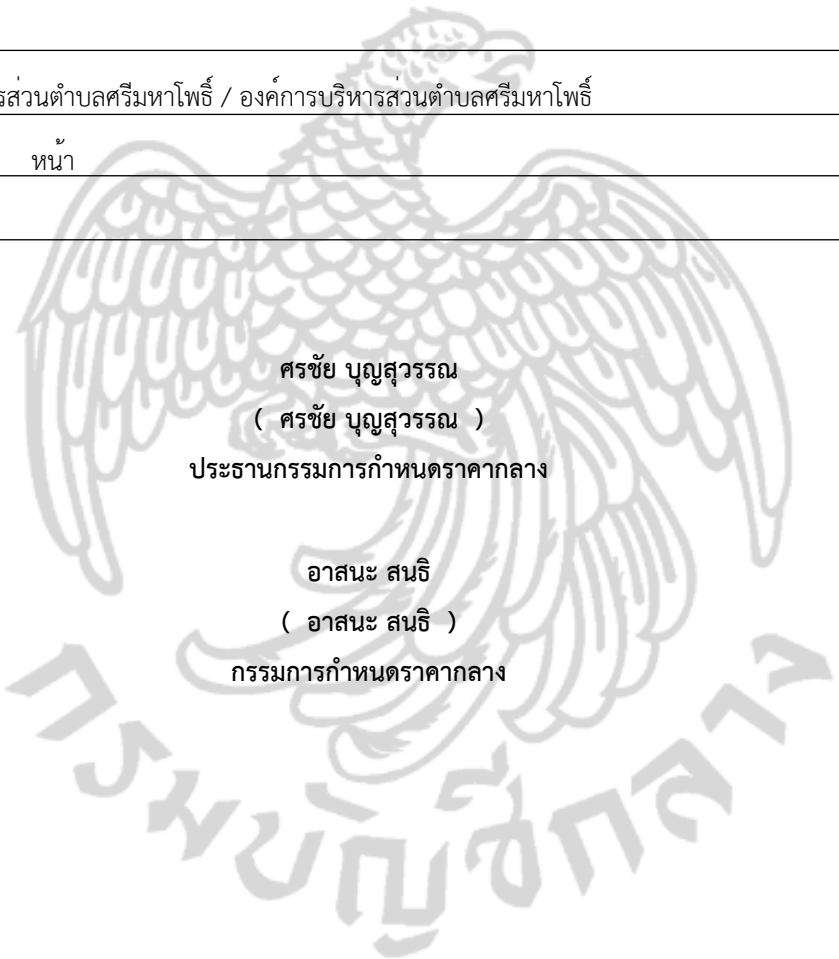 รส่วนตำบลศรีมหาโพธิ์ / องค์การบริหารส่วนตำบลศรีมหาโพธิ์
หน้า
ศรชัย บุญสุวรรณ
( ศรชัย บุญสุวรรณ )
ประธานกรรมการกำหนดราคากลาง
อาสนะ สนธิ
( อาสนะ สนธิ )
กรรมการกำหนดราคากลาง
กรมบัญชีกลาง